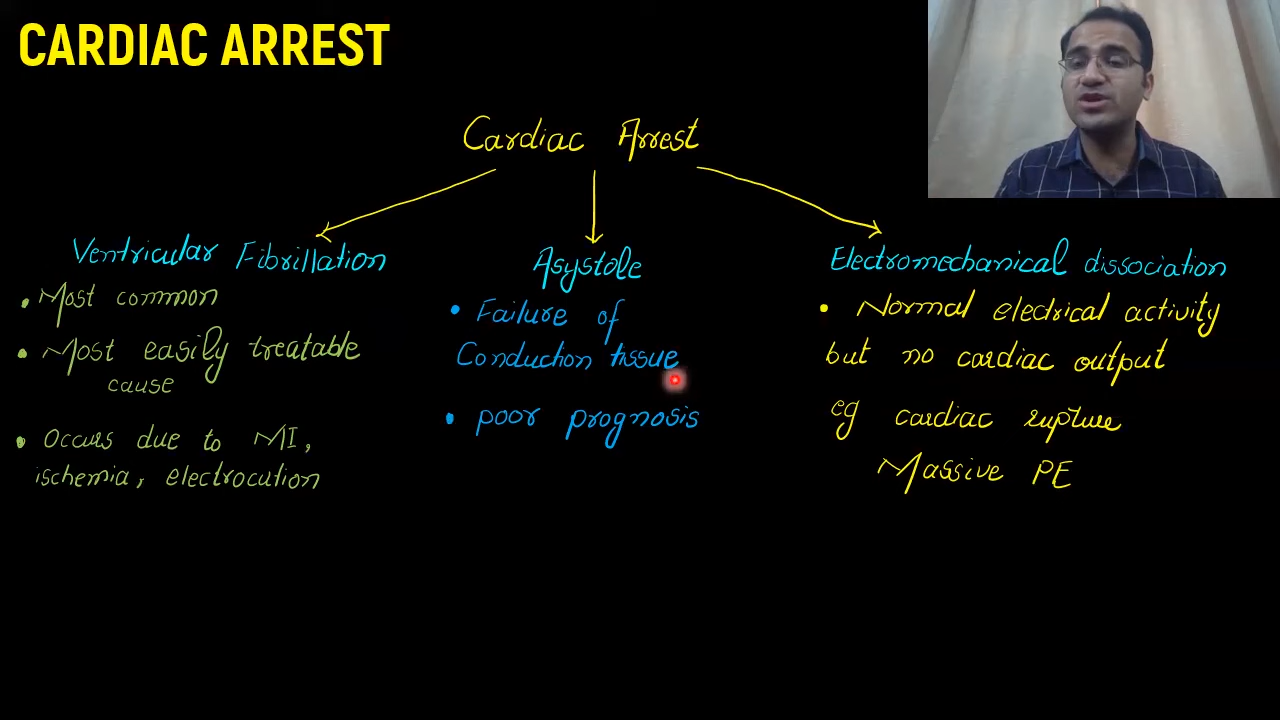 CARDIAC ARREST
Cardiac Arrest
Ventricular Fibrillation
• Most common
• Most easily treatable
cause
• Occurs due to MI,
ischemia, electrocution
Asystole
• Failure of
Conduction tissue
• poor prognosis
Electromechanical dissociation
• Normal electrical activity
but no cardiac output
eg cardiac rupture
Massive PE